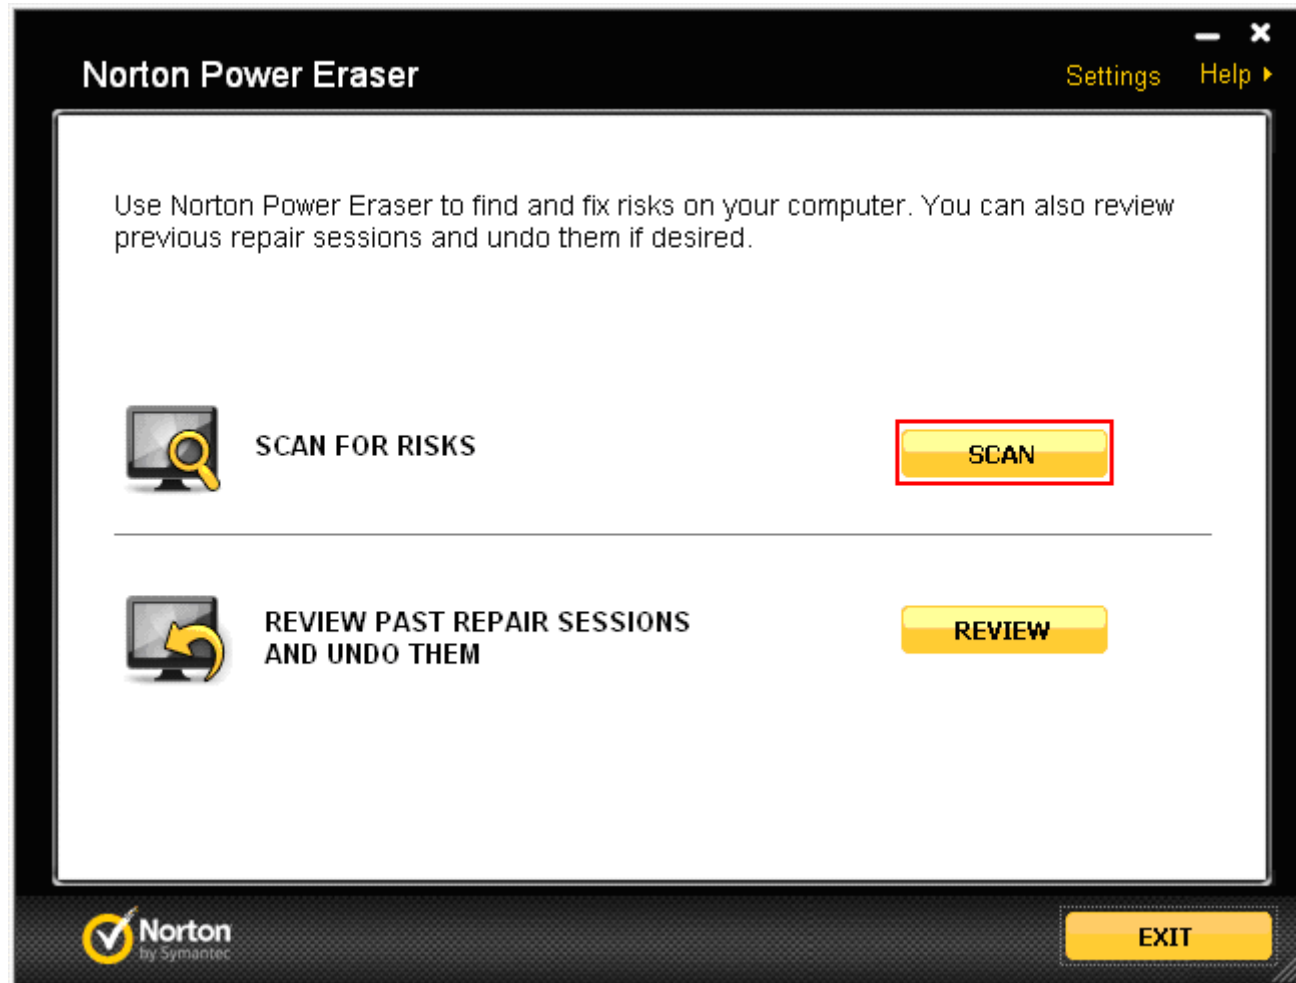 Norton Power Eraser
Settings
Help
Use Norton Power Eraser to find and fix risks on your computer. You can also review
previous repair sessions and undo them if desired.
SCAN FOR RISKS
SCAN
REVIEW PAST REPAIR SESSIONS
AND UNDO THEM
REVIEW
Norton
by Symantec
EXIT